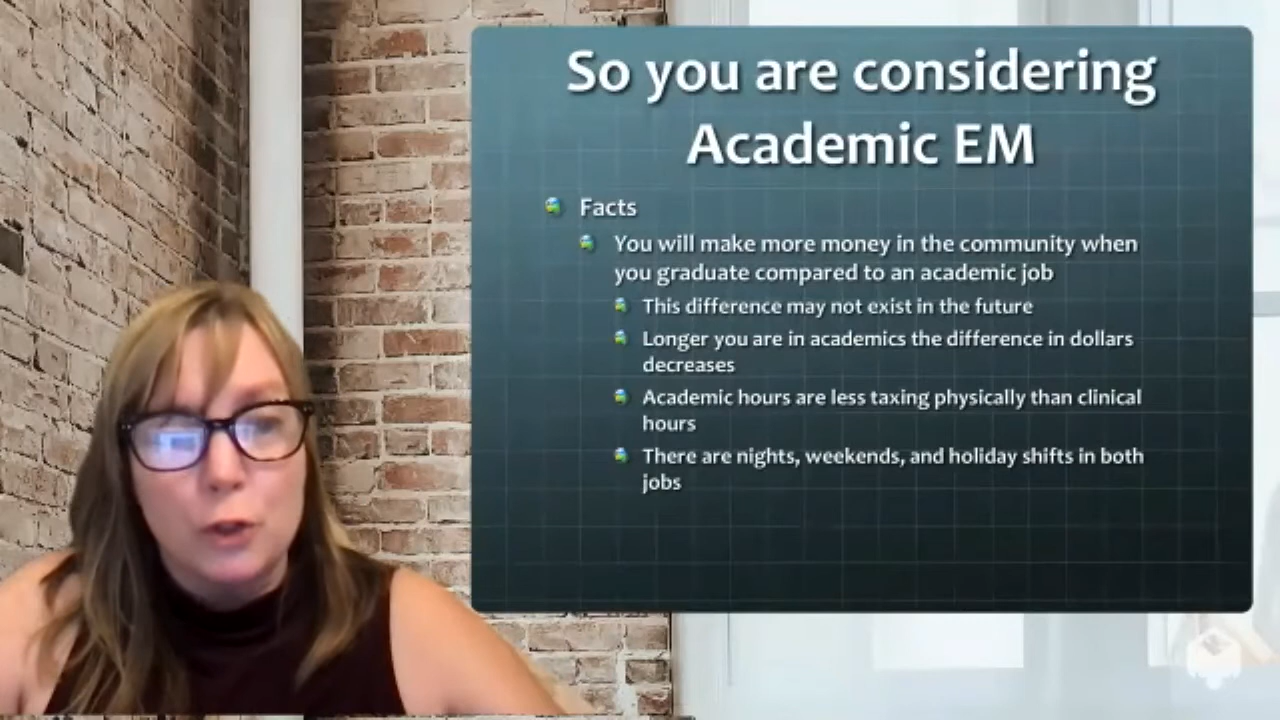 So you are considering
Academic EM
Facts
You will make more money in the community when
you graduate compared to an academic job
This difference may not exist in the future
Longer you are in academics the difference in dollars
decreases
Academic hours are less taxing physically than clinical
hours
There are nights, weekends, and holiday shifts in both
jobs